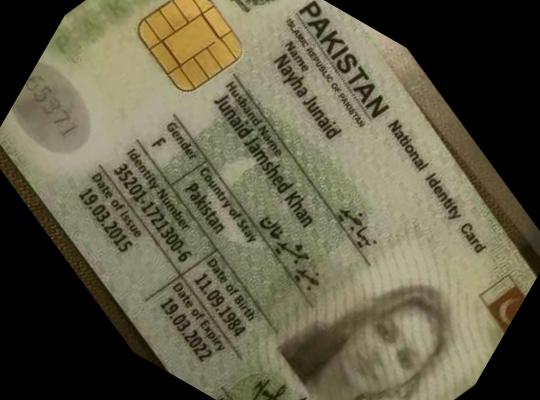 PAKISTAN National Identity Card
ISLAMIC REPUBLIC OF PAKISTAN
Name
Nayha Junaid
Husband Name
Junaid Jamshed Khan
Gender
F
Country of Stay
Pakistan
Identity Number
35201-1721300-6
Date of Birth
11.09.1984
Date of Issue
19.03.2015
Date of Expiry
19.03.2022
65371